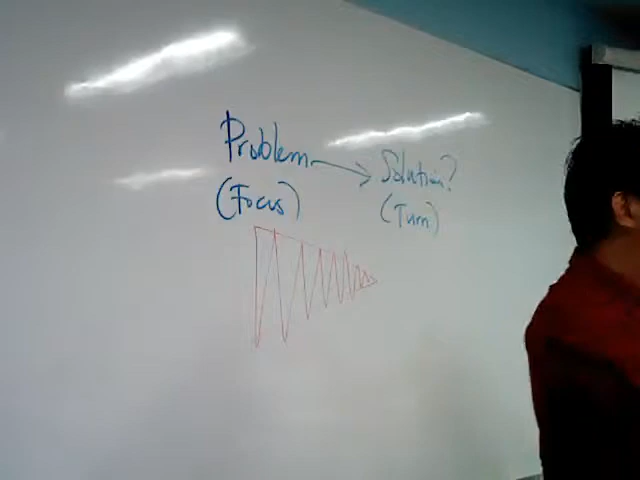 Problem → Solution?
(Focus) (Turn)